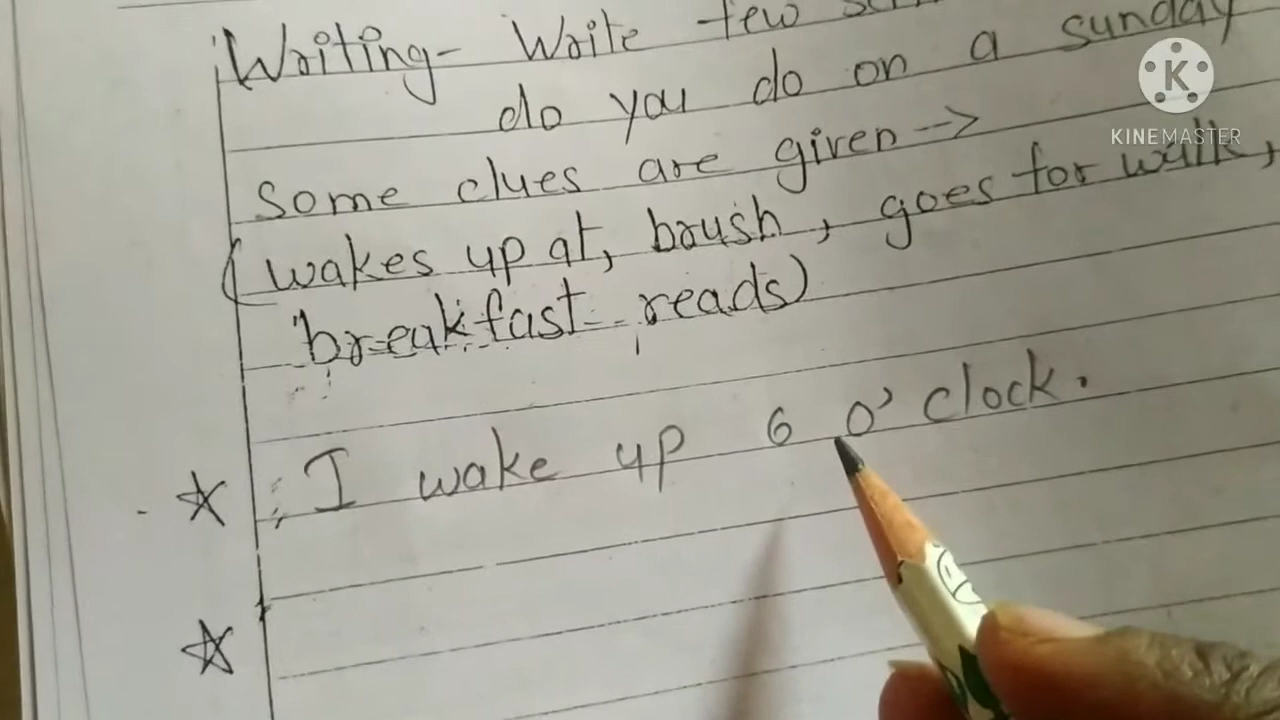 Writing- Write few
do you do on a sunday
Some clues are given -->
(wakes up at, brush, goes for walk,
breakfast reads)
☆ I wake up 6 O'clock.
☆
K
KINEMASTER